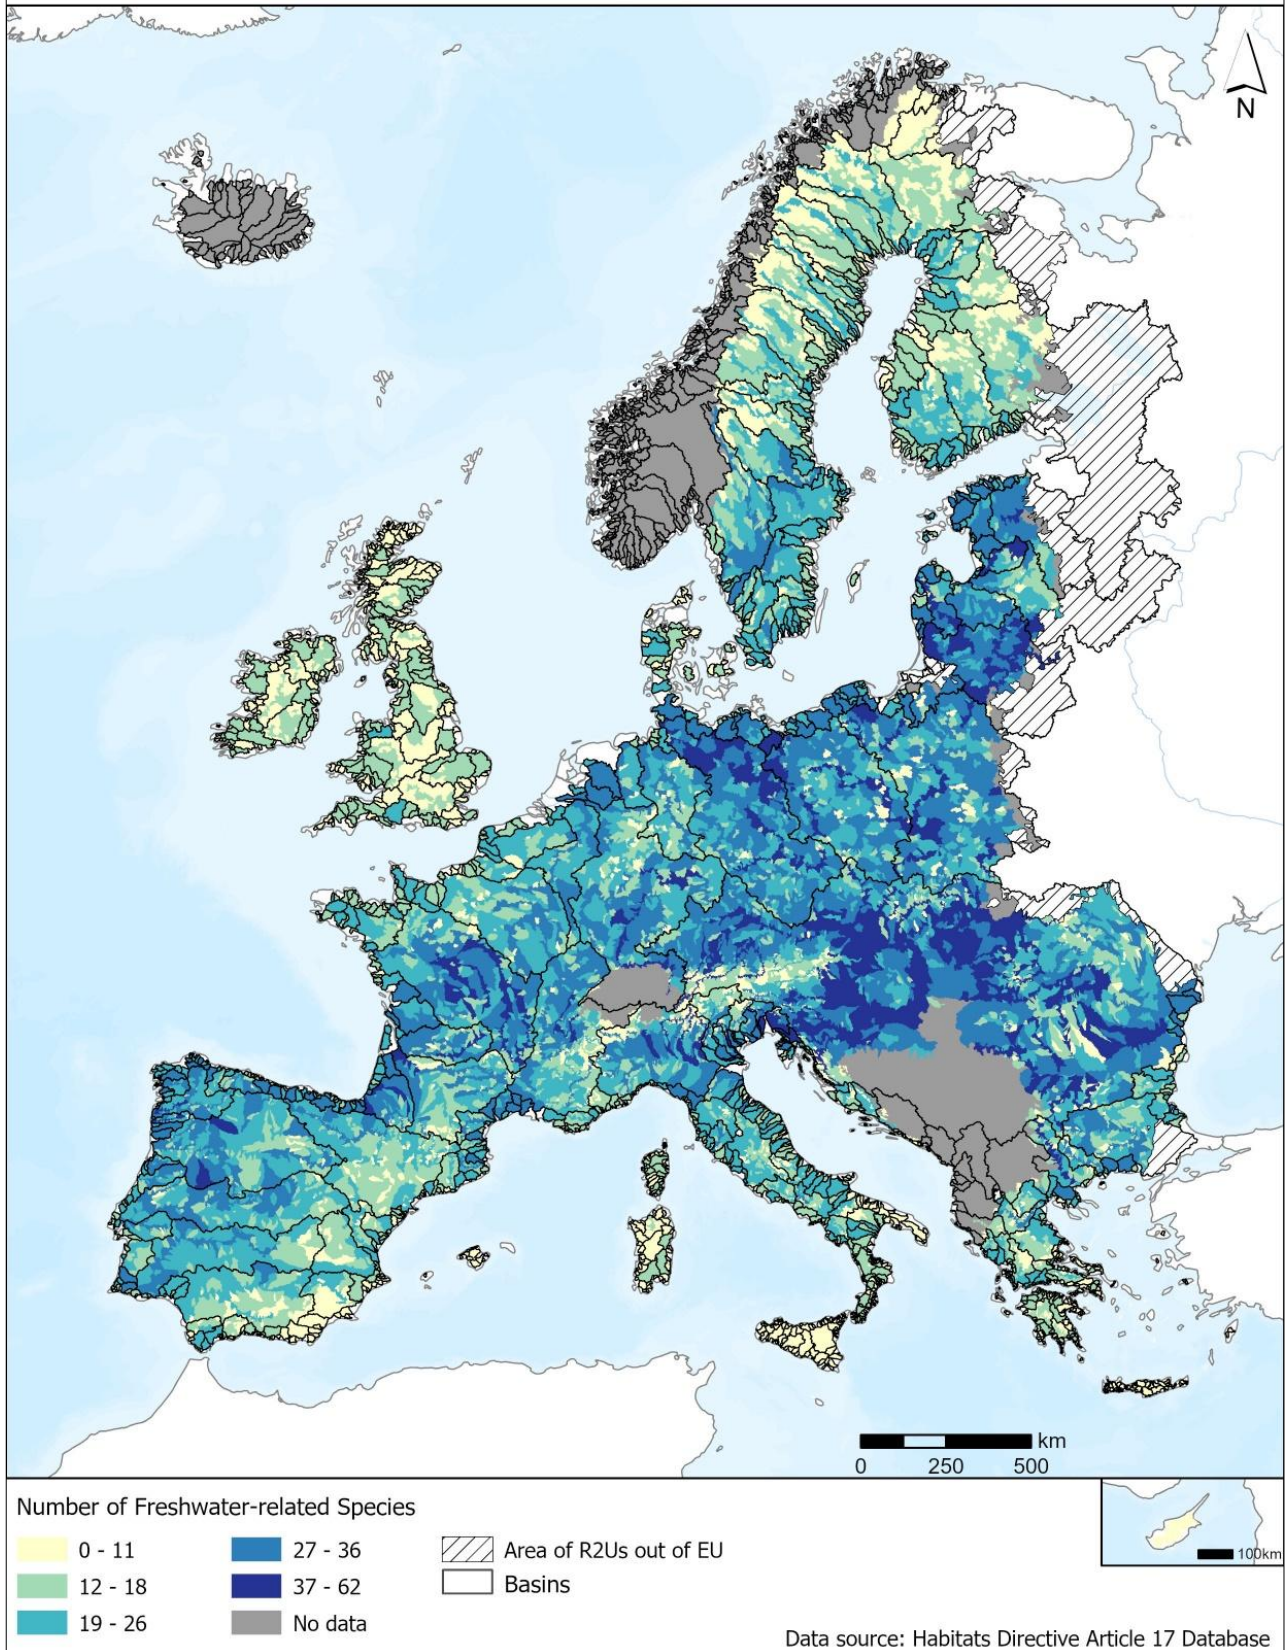 N
km
0 250 500
Number of Freshwater-related Species
0 - 11
12 - 18
19 - 26
27 - 36
37 - 62
No data
Area of R2Us out of EU
Basins
100km
Data source: Habitats Directive Article 17 Database